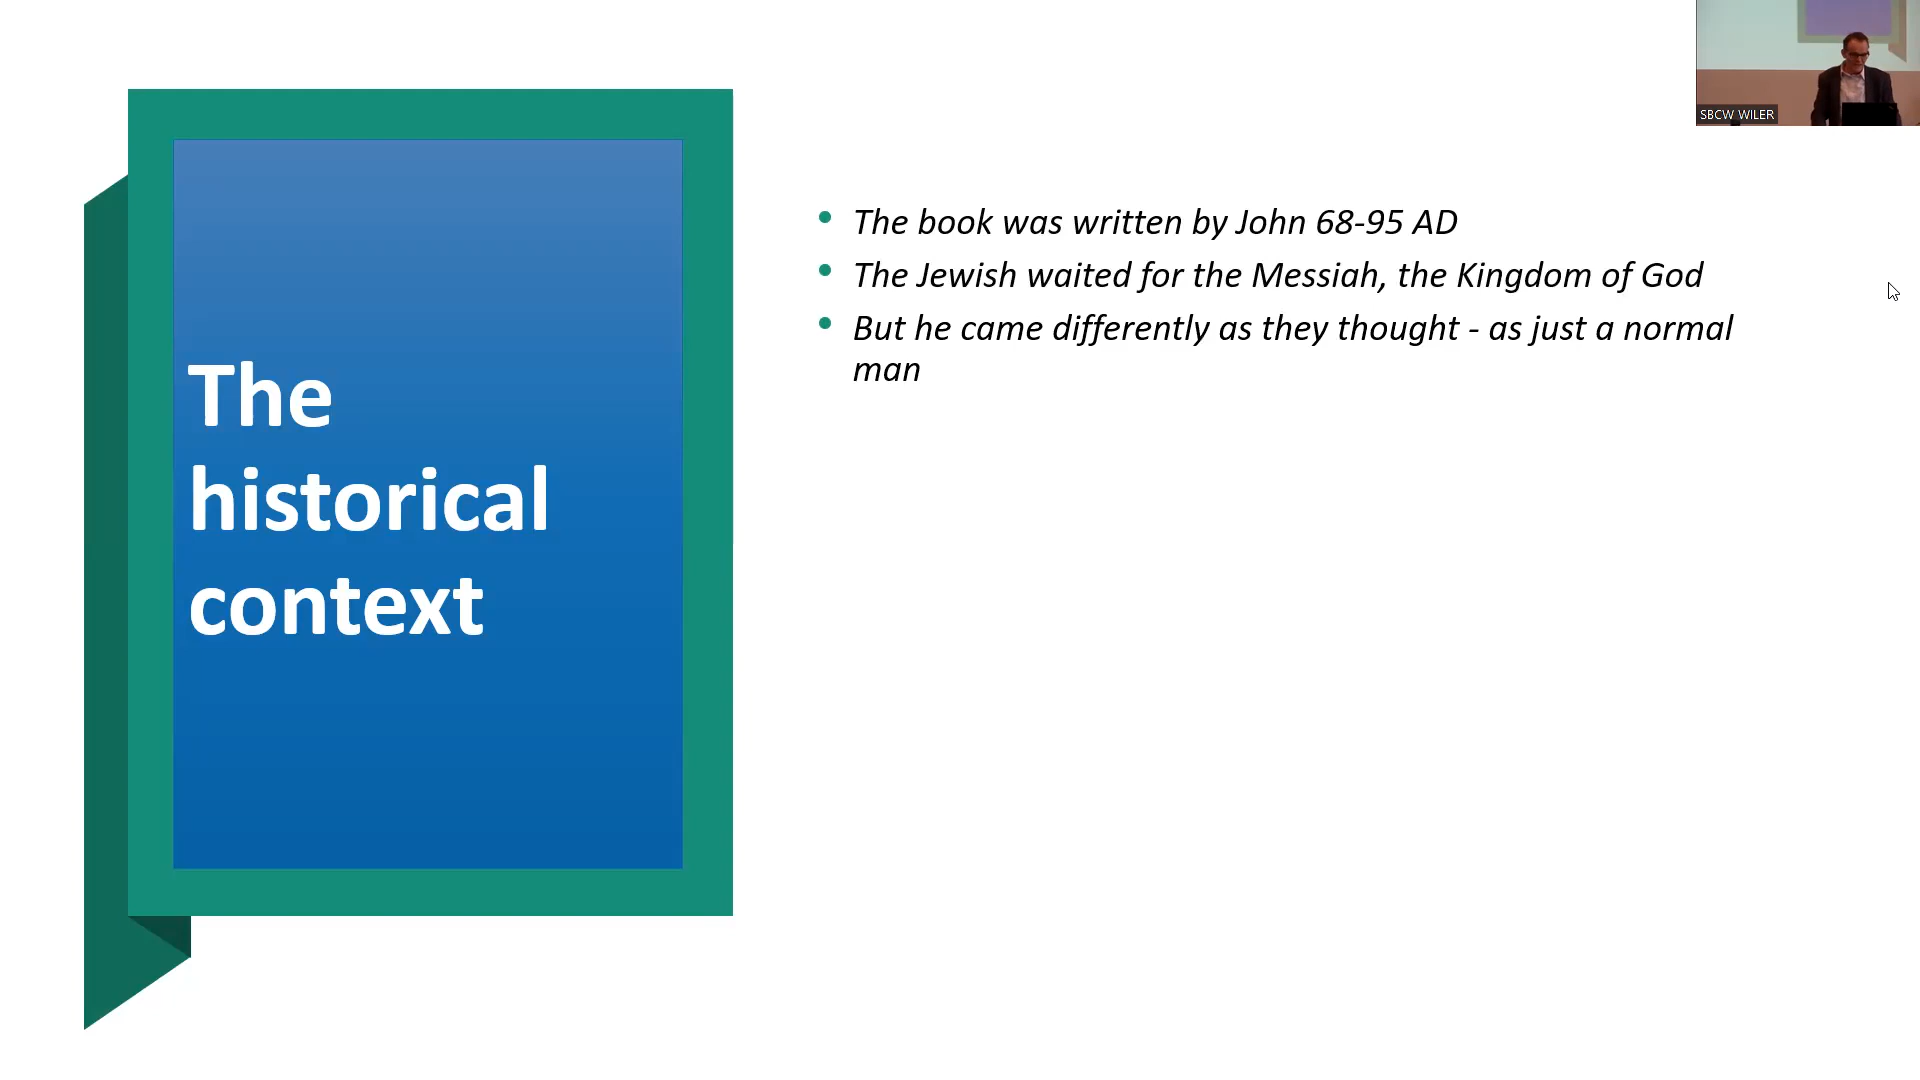 The
historical
context
The book was written by John 68-95 AD
The Jewish waited for the Messiah, the Kingdom of God
But he came differently as they thought - as just a normal
man
SBCW WILER